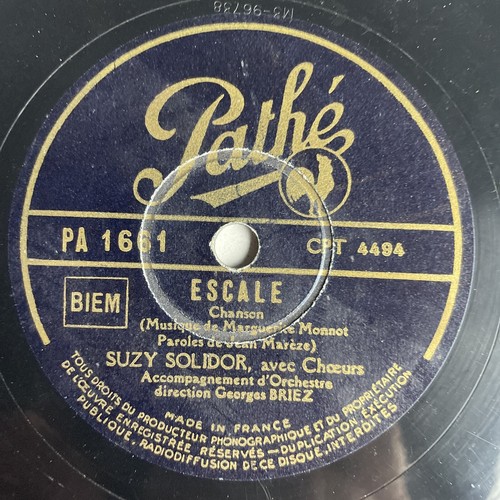 M3-96738
Pathé
PA 1661
CPT 4494
BIEM
ESCALE
Chanson
(Musique de Marguerite Monnot
Paroles de Jean Marèze)
SUZY SOLIDOR, avec Chœurs
Accompagnement d'Orchestre
direction Georges BRIEZ
MADE IN FRANCE
TOUS DROITS DU PRODUCTEUR PHONOGRAPHIQUE ET DU PROPRIÉTAIRE
DE L'ŒUVRE ENREGISTRÉE RÉSERVÉS - DUPLICATION, EXÉCUTION
PUBLIQUE, RADIODIFFUSION DE CE DISQUE, INTERDITES